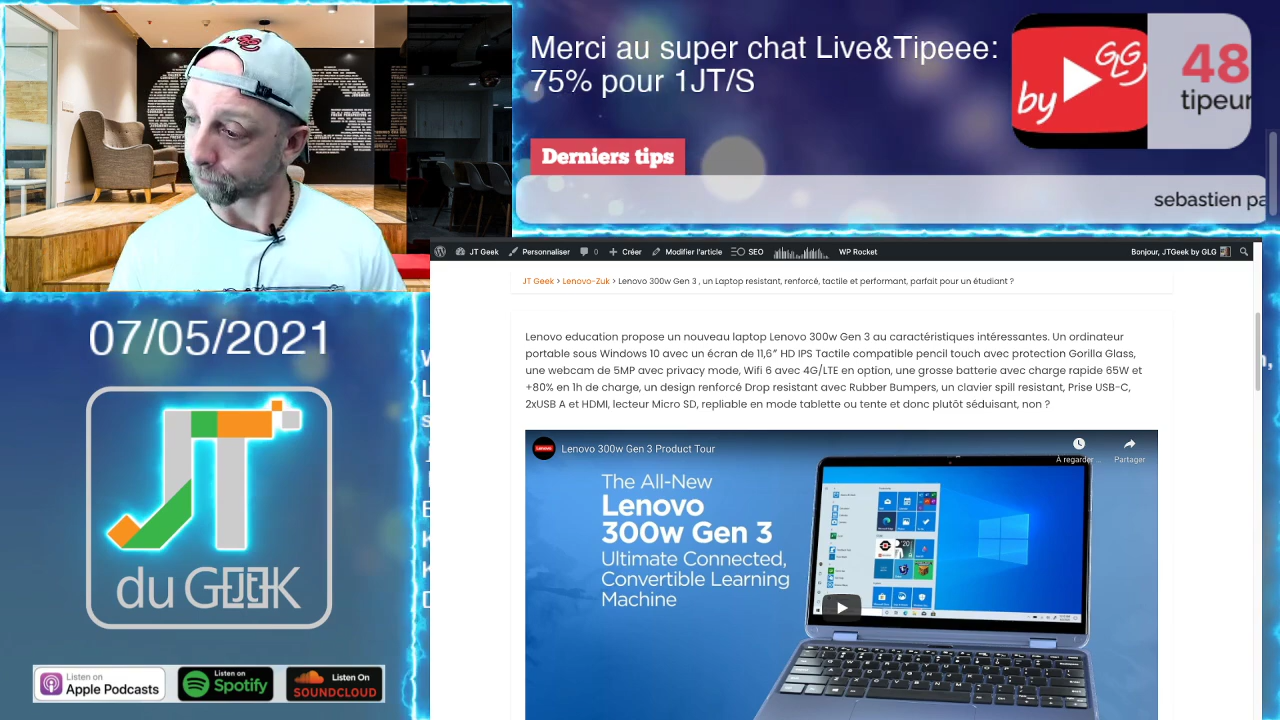 Merci au super chat Live&Tipeee:
75% pour 1JT/S
by GLG
48
tipeur
Derniers tips
sebastien pa
JT Geek Personnaliser 0 Créer Modifier l'article SEO WP Rocket Bonjour, JTGeek by GLG
JT Geek > Lenovo-Zuk > Lenovo 300w Gen 3 , un Laptop resistant, renforcé, tactile et performant, parfait pour un étudiant ?
Lenovo education propose un nouveau laptop Lenovo 300w Gen 3 au caractéristiques intéressantes. Un ordinateur
portable sous Windows 10 avec un écran de 11,6″ HD IPS Tactile compatible pencil touch avec protection Gorilla Glass,
une webcam de 5MP avec privacy mode, Wifi 6 avec 4G/LTE en option, une grosse batterie avec charge rapide 65W et
+80% en 1h de charge, un design renforcé Drop resistant avec Rubber Bumpers, un clavier spill resistant, Prise USB-C,
2xUSB A et HDMI, lecteur Micro SD, repliable en mode tablette ou tente et donc plutôt séduisant, non ?
Lenovo
Lenovo 300w Gen 3 Product Tour
À regarder ...
Partager
The All-New
Lenovo
300w Gen 3
Ultimate Connected,
Convertible Learning
Machine
07/05/2021
JT
du GEEK
Listen on
Apple Podcasts
Listen on
Spotify
Listen On
SOUNDCLOUD